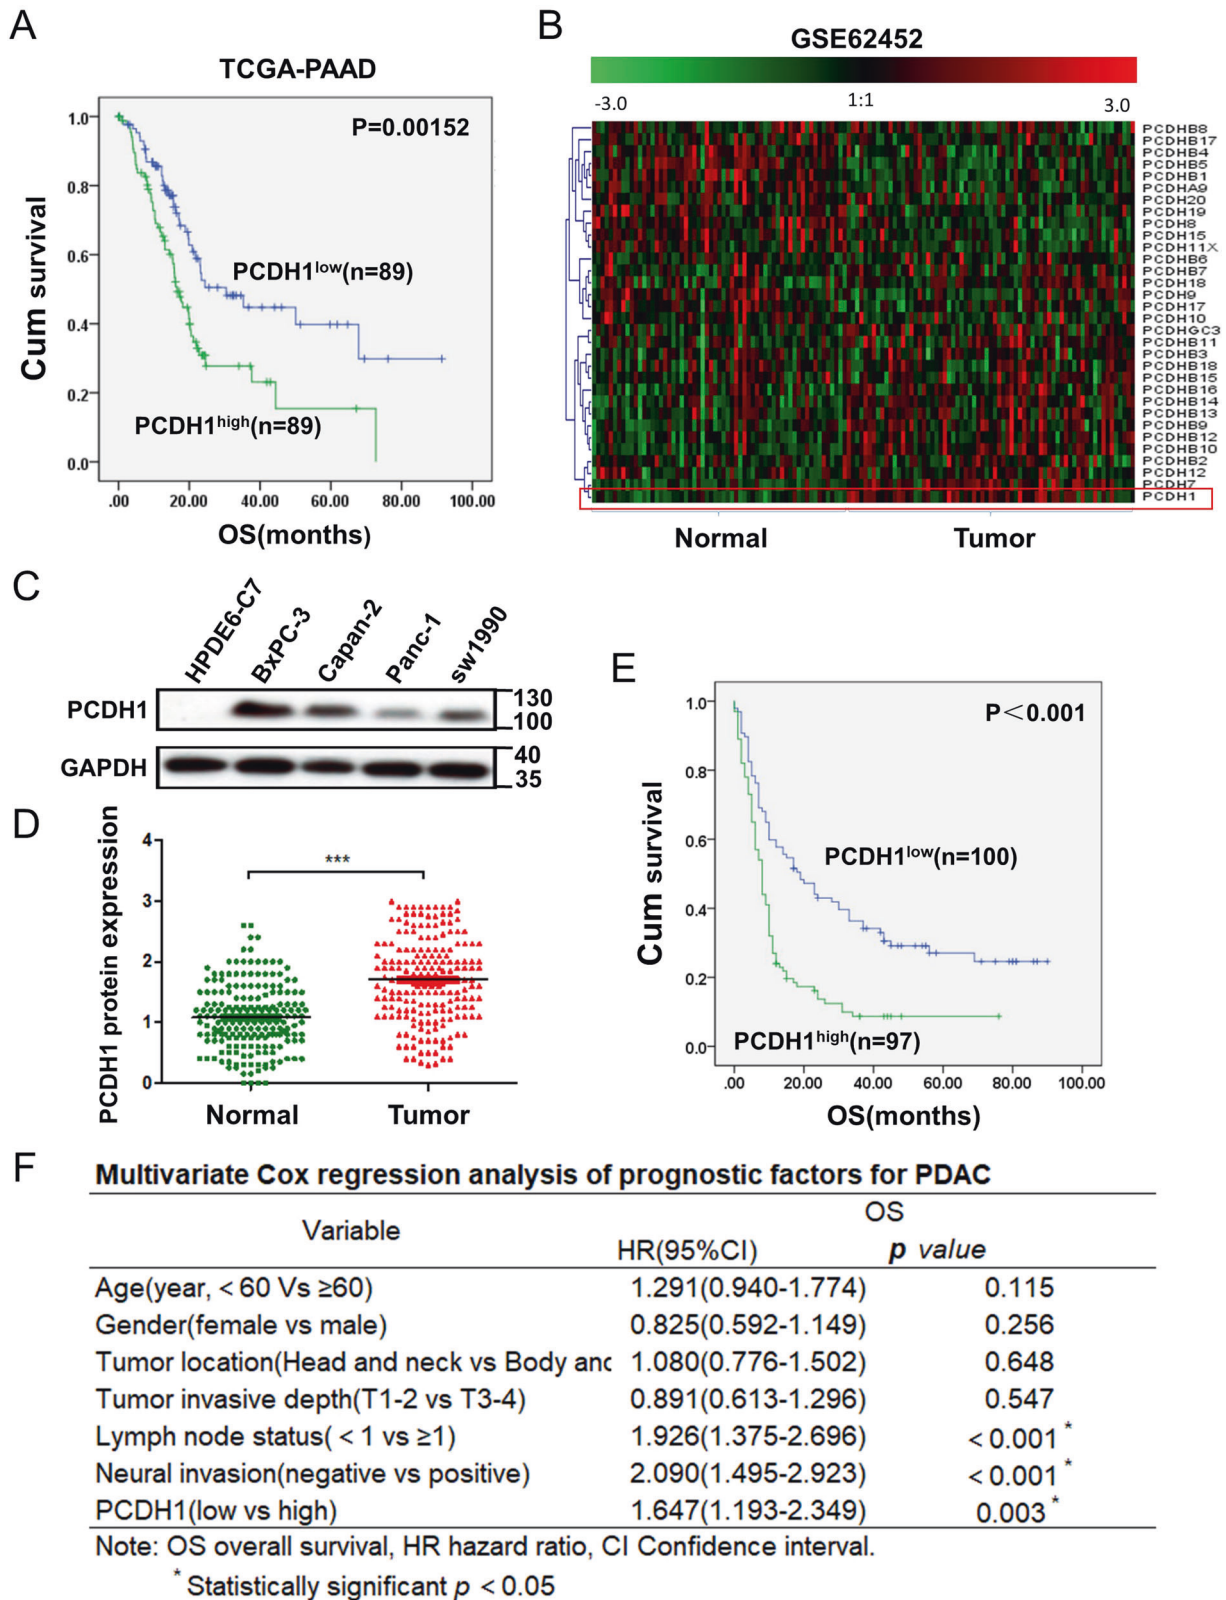 A
TCGA-PAAD
P=0.00152
Cum survival
1.0
0.8
0.6
0.4
0.2
0.0
PCDH1low(n=89)
PCDH1high(n=89)
.00 20.00 40.00 60.00 80.00 100.00
OS(months)
B
GSE62452
-3.0 1:1 3.0
PCDHB8
PCDHB17
PCDHB4
PCDHB5
PCDHB1
PCDHA9
PCDH20
PCDH19
PCDH8
PCDH15
PCDH11X
PCDHB6
PCDHB7
PCDH18
PCDH9
PCDH17
PCDH10
PCDHGC3
PCDHB11
PCDHB3
PCDHB18
PCDHB15
PCDHB16
PCDHB14
PCDHB13
PCDHB9
PCDHB12
PCDHB10
PCDHB2
PCDH12
PCDH7
PCDH1
Normal Tumor
C
HPDE6-C7
BxPC-3
Capan-2
Panc-1
sw1990
PCDH1
130
100
GAPDH
40
35
D
PCDH1 protein expression
4
3
2
1
0
***
Normal Tumor
E
P<0.001
Cum survival
1.0
0.8
0.6
0.4
0.2
0.0
PCDH1low(n=100)
PCDH1high(n=97)
.00 20.00 40.00 60.00 80.00 100.00
OS(months)
F
Multivariate Cox regression analysis of prognostic factors for PDAC
Variable OS
HR(95%CI) p value
Age(year, < 60 Vs ≥60) 1.291(0.940-1.774) 0.115
Gender(female vs male) 0.825(0.592-1.149) 0.256
Tumor location(Head and neck vs Body and 1.080(0.776-1.502) 0.648
Tumor invasive depth(T1-2 vs T3-4) 0.891(0.613-1.296) 0.547
Lymph node status( < 1 vs ≥1) 1.926(1.375-2.696) < 0.001 *
Neural invasion(negative vs positive) 2.090(1.495-2.923) < 0.001 *
PCDH1(low vs high) 1.647(1.193-2.349) 0.003 *
Note: OS overall survival, HR hazard ratio, CI Confidence interval.
* Statistically significant p < 0.05